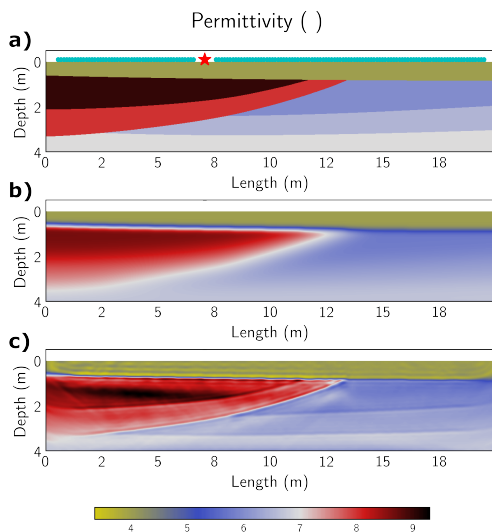 Permittivity ( )
a)
Depth (m)
0
2
4
0 2 5 8 10 12 15 18
Length (m)
b)
Depth (m)
0
2
4
0 2 5 8 10 12 15 18
Length (m)
c)
Depth (m)
0
2
4
0 2 5 8 10 12 15 18
Length (m)
4 5 6 7 8 9